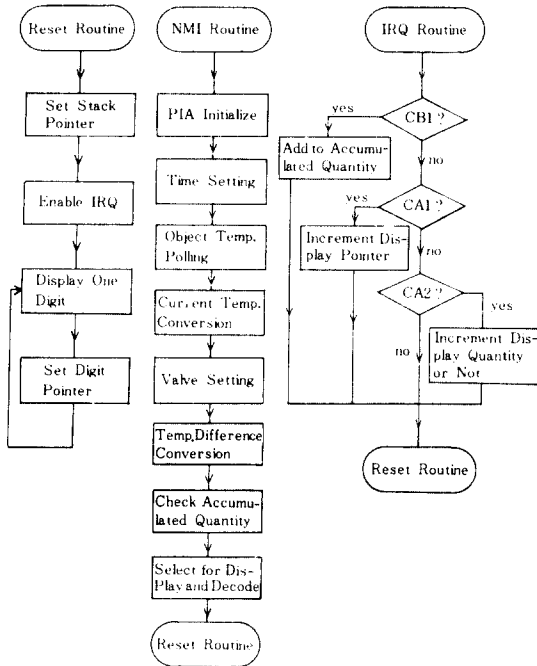 Reset Routine
Set Stack
Pointer
Enable IRQ
Display One
Digit
Set Digit
Pointer
NMI Routine
PIA Initialize
Time Setting
Object Temp.
Polling
Current Temp.
Conversion
Valve Setting
Temp. Difference
Conversion
Check Accumu-
lated Quantity
Select for Dis-
Play and Decode
Reset Routine
IRQ Routine
CB1 ?
yes
Add to Accumu-
lated Quantity
no
CA1 ?
yes
Increment Dis-
play Pointer
no
CA2 ?
yes
Increment Dis-
play Quantity
or Not
no
Reset Routine